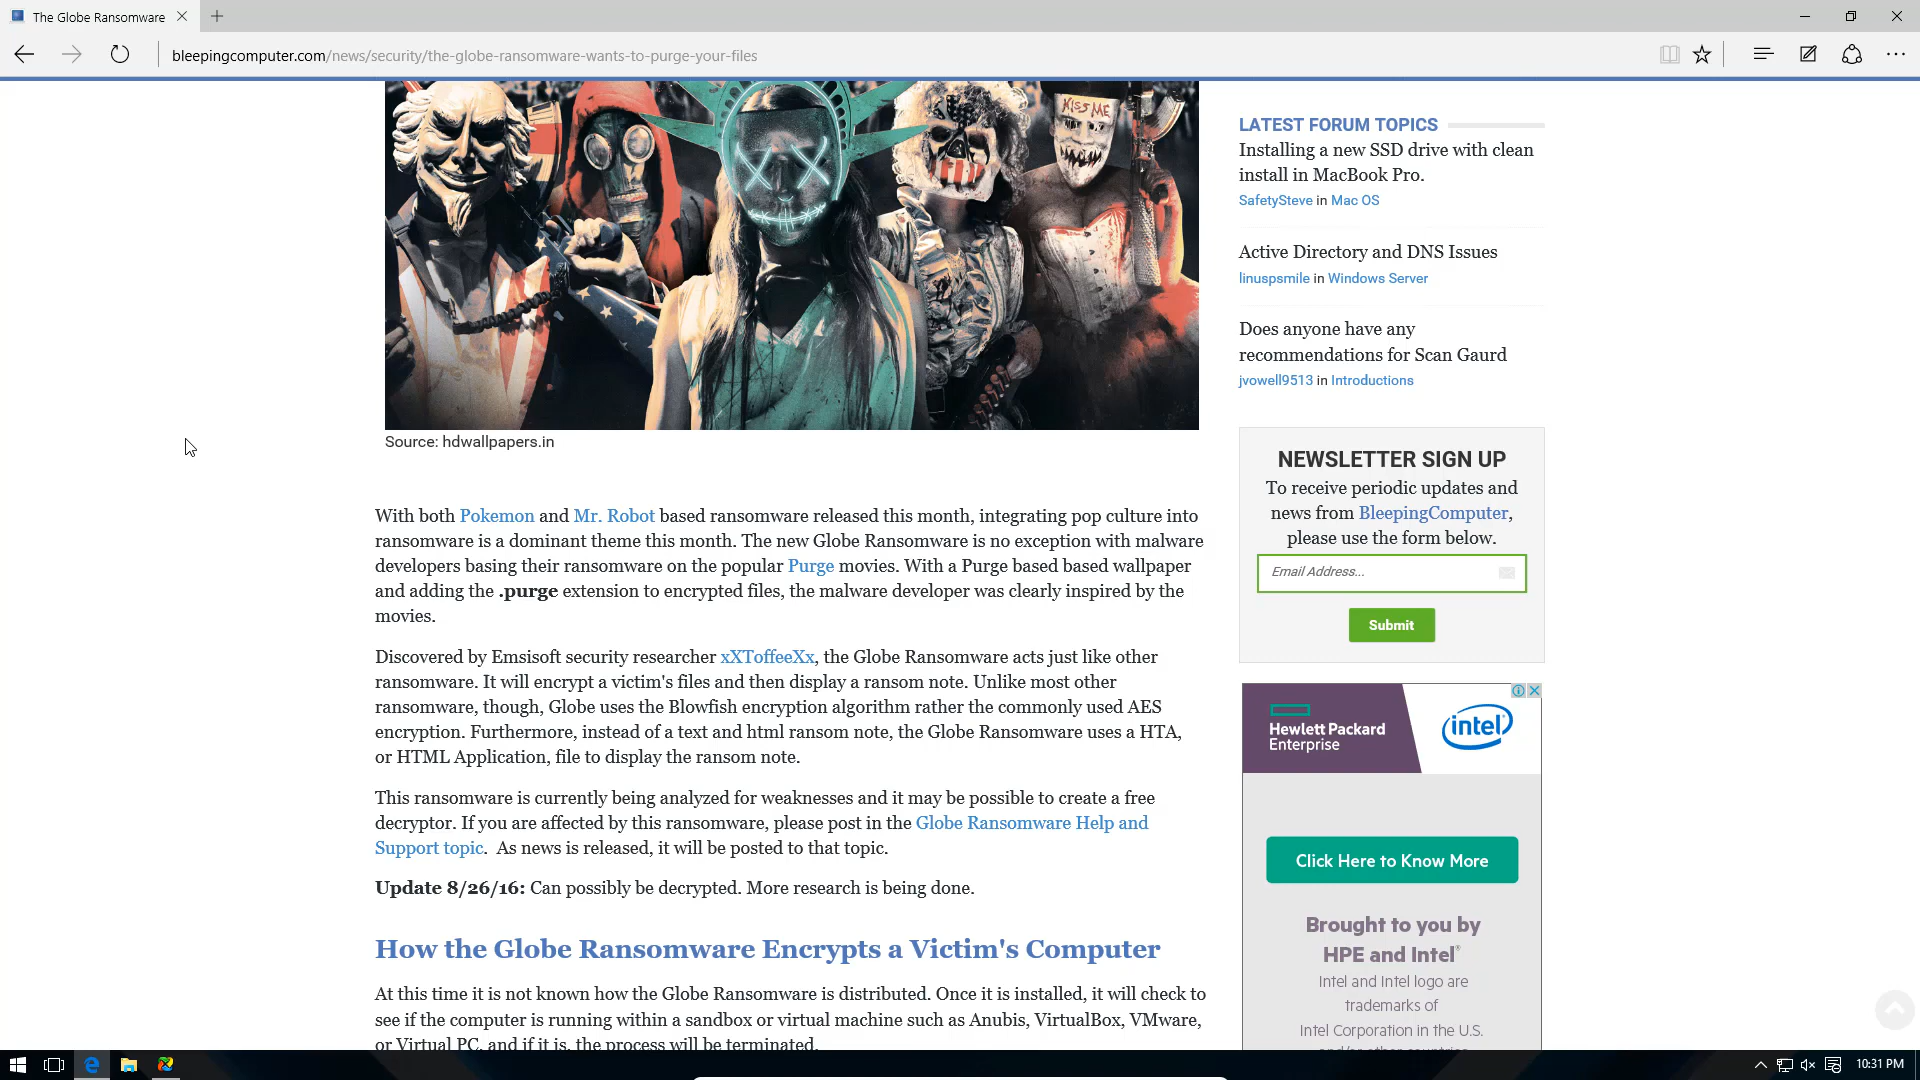 The Globe Ransomware
bleepingcomputer.com/news/security/the-globe-ransomware-wants-to-purge-your-files
KISS ME
Source: hdwallpapers.in
With both Pokemon and Mr. Robot based ransomware released this month, integrating pop culture into
ransomware is a dominant theme this month. The new Globe Ransomware is no exception with malware
developers basing their ransomware on the popular Purge movies. With a Purge based based wallpaper
and adding the .purge extension to encrypted files, the malware developer was clearly inspired by the
movies.
Discovered by Emsisoft security researcher xXToffeeXx, the Globe Ransomware acts just like other
ransomware. It will encrypt a victim's files and then display a ransom note. Unlike most other
ransomware, though, Globe uses the Blowfish encryption algorithm rather the commonly used AES
encryption. Furthermore, instead of a text and html ransom note, the Globe Ransomware uses a HTA,
or HTML Application, file to display the ransom note.
This ransomware is currently being analyzed for weaknesses and it may be possible to create a free
decryptor. If you are affected by this ransomware, please post in the Globe Ransomware Help and
Support topic.  As news is released, it will be posted to that topic.
Update 8/26/16: Can possibly be decrypted. More research is being done.
How the Globe Ransomware Encrypts a Victim's Computer
At this time it is not known how the Globe Ransomware is distributed. Once it is installed, it will check to
see if the computer is running within a sandbox or virtual machine such as Anubis, VirtualBox, VMware,
or Virtual PC, and if it is, the process will be terminated.
LATEST FORUM TOPICS
Installing a new SSD drive with clean
install in MacBook Pro.
SafetySteve in Mac OS
Active Directory and DNS Issues
linuspsmile in Windows Server
Does anyone have any
recommendations for Scan Gaurd
jvowell9513 in Introductions
NEWSLETTER SIGN UP
To receive periodic updates and
news from BleepingComputer,
please use the form below.
Email Address...
Submit
Hewlett Packard
Enterprise
intel
Click Here to Know More
Brought to you by
HPE and Intel®
Intel and Intel logo are
trademarks of
Intel Corporation in the U.S.
and/or other countries
10:31 PM